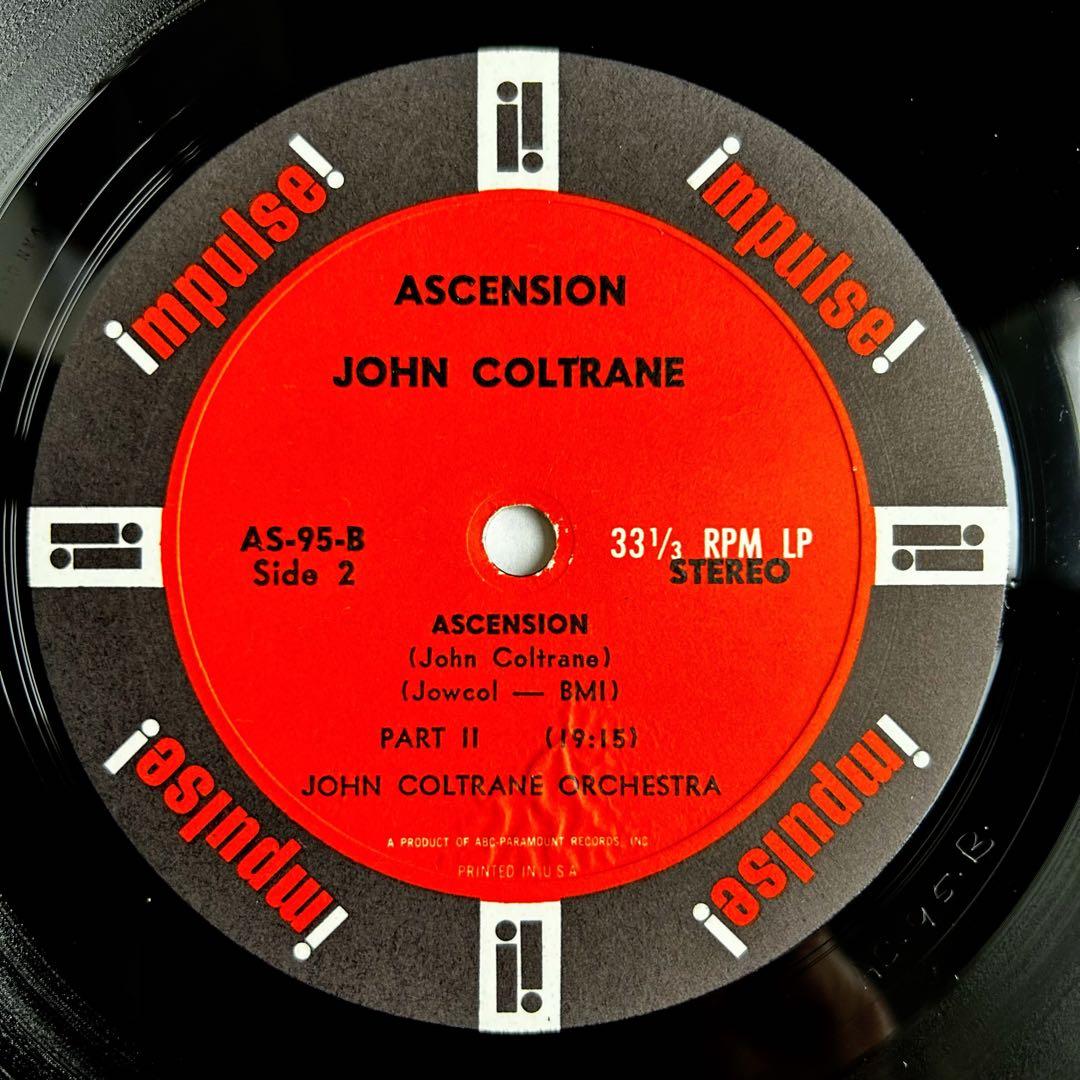 impulse! impulse!
ASCENSION
JOHN COLTRANE
AS-95-B
Side 2
33⅓ RPM LP
STEREO
ASCENSION
(John Coltrane)
(Jowcol — BMI)
PART II (19:15)
JOHN COLTRANE ORCHESTRA
A PRODUCT OF ABC-PARAMOUNT RECORDS, INC
PRINTED IN U S A
impulse! impulse!